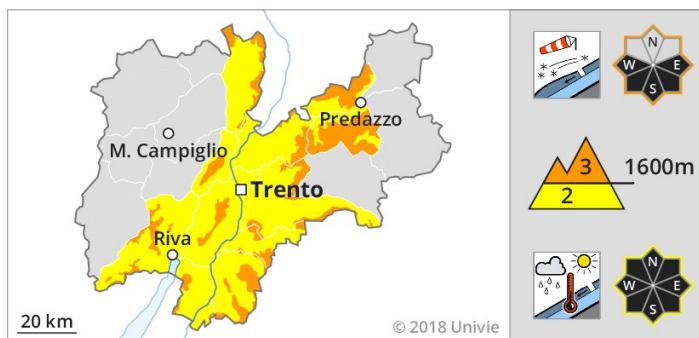 Predazzo
M. Campiglio
Trento
Riva
20 km
© 2018 Univie
N
W E
S
3 1600m
2
N
W E
S